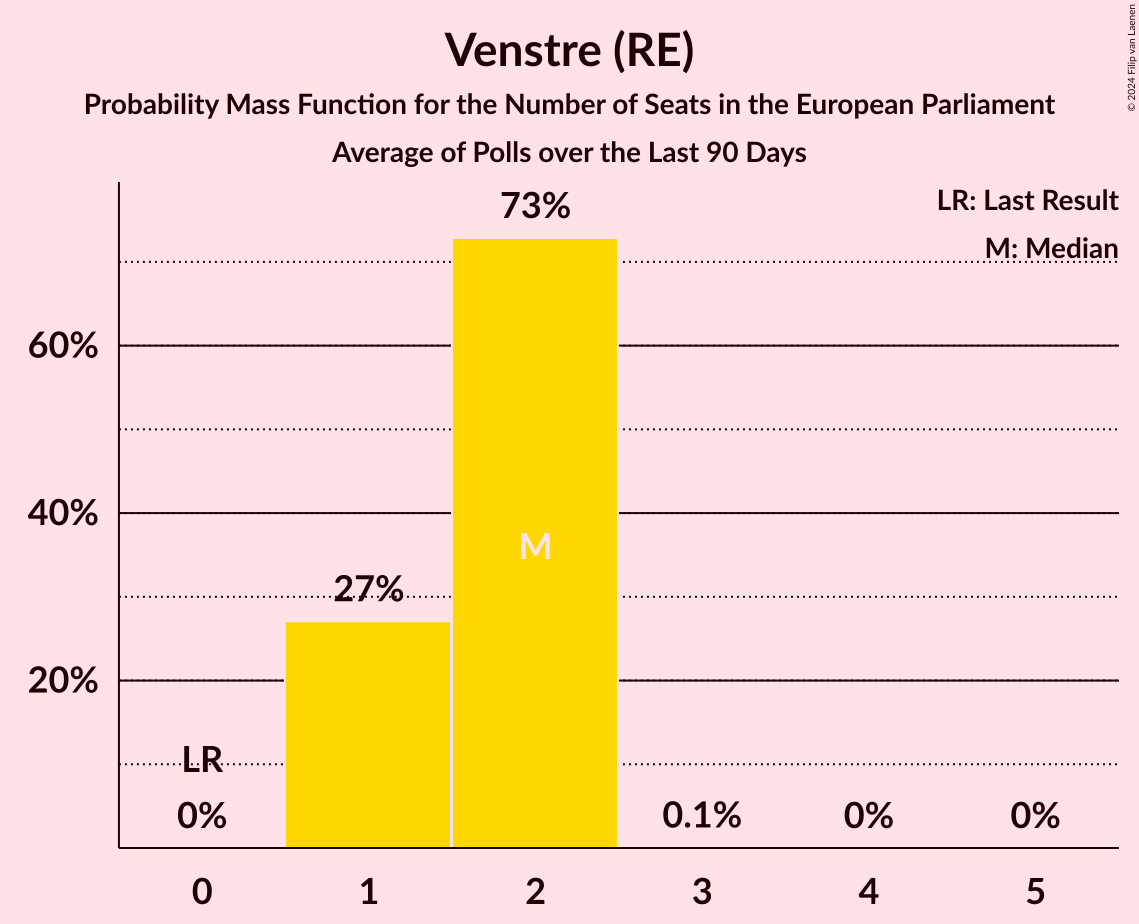 Venstre (RE)
Probability Mass Function for the Number of Seats in the European Parliament
Average of Polls over the Last 90 Days
© 2024 Filip van Laenen
LR: Last Result
M: Median
73%
60%
40%
M
27%
20%
LR
0%
0.1%
0%
0%
0
1
2
3
4
5